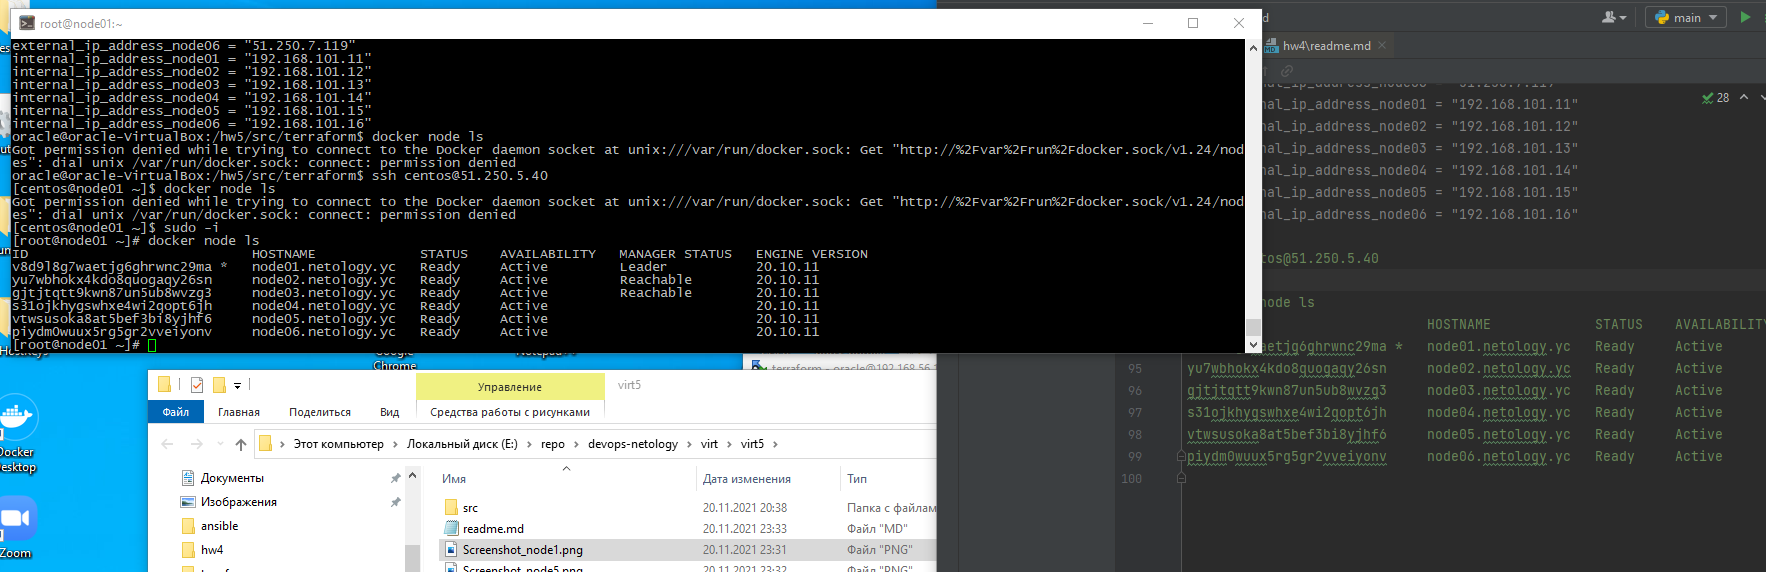 root@node01:~
external_ip_address_node06 = "51.250.7.119"
internal_ip_address_node01 = "192.168.101.11"
internal_ip_address_node02 = "192.168.101.12"
internal_ip_address_node03 = "192.168.101.13"
internal_ip_address_node04 = "192.168.101.14"
internal_ip_address_node05 = "192.168.101.15"
internal_ip_address_node06 = "192.168.101.16"
oracle@oracle-VirtualBox:/hw5/src/terraform$ docker node ls
Got permission denied while trying to connect to the Docker daemon socket at unix:///var/run/docker.sock: Get "http://%2Fvar%2Frun%2Fdocker.sock/v1.24/nod
es": dial unix /var/run/docker.sock: connect: permission denied
oracle@oracle-VirtualBox:/hw5/src/terraform$ ssh centos@51.250.5.40
[centos@node01 ~]$ docker node ls
Got permission denied while trying to connect to the Docker daemon socket at unix:///var/run/docker.sock: Get "http://%2Fvar%2Frun%2Fdocker.sock/v1.24/nod
es": dial unix /var/run/docker.sock: connect: permission denied
[centos@node01 ~]$ sudo -i
[root@node01 ~]# docker node ls
ID HOSTNAME STATUS AVAILABILITY MANAGER STATUS ENGINE VERSION
v8d9l8g7waetjg6ghrwnc29ma * node01.netology.yc Ready Active Leader 20.10.11
yu7wbhokx4kdo8quogaqy26sn node02.netology.yc Ready Active Reachable 20.10.11
gjtjtqtt9kwn87un5ub8wvzg3 node03.netology.yc Ready Active Reachable 20.10.11
s31ojkhygswhxe4wi2qopt6jh node04.netology.yc Ready Active 20.10.11
vtwsusoka8at5bef3bi8yjhf6 node05.netology.yc Ready Active 20.10.11
piydm0wuux5rg5gr2vveiyonv node06.netology.yc Ready Active 20.10.11
[root@node01 ~]#
main
hw4\readme.md
28
nal_ip_address_node01 = "192.168.101.11"
nal_ip_address_node02 = "192.168.101.12"
nal_ip_address_node03 = "192.168.101.13"
nal_ip_address_node04 = "192.168.101.14"
nal_ip_address_node05 = "192.168.101.15"
nal_ip_address_node06 = "192.168.101.16"
tos@51.250.5.40
node ls
HOSTNAME STATUS AVAILABILITY
aetjg6ghrwnc29ma * node01.netology.yc Ready Active
95 yu7wbhokx4kdo8quogaqy26sn node02.netology.yc Ready Active
96 gjtjtqtt9kwn87un5ub8wvzg3 node03.netology.yc Ready Active
97 s31ojkhygswhxe4wi2qopt6jh node04.netology.yc Ready Active
98 vtwsusoka8at5bef3bi8yjhf6 node05.netology.yc Ready Active
99 piydm0wuux5rg5gr2vveiyonv node06.netology.yc Ready Active
100
Chrome
Docker
Desktop
Zoom
terraform - oracle@192.168.56.1
Управление
virt5
Файл
Главная
Поделиться
Вид
Средства работы с рисунками
Этот компьютер
Локальный диск (E:)
repo
devops-netology
virt
virt5
Документы
Изображения
ansible
hw4
Имя Дата изменения Тип
src 20.11.2021 20:38 Папка с файлам
readme.md 20.11.2021 23:33 Файл "MD"
Screenshot_node1.png 20.11.2021 23:31 Файл "PNG"
Screenshot_node5.png 20.11.2021 23:32 Файл "PNG"